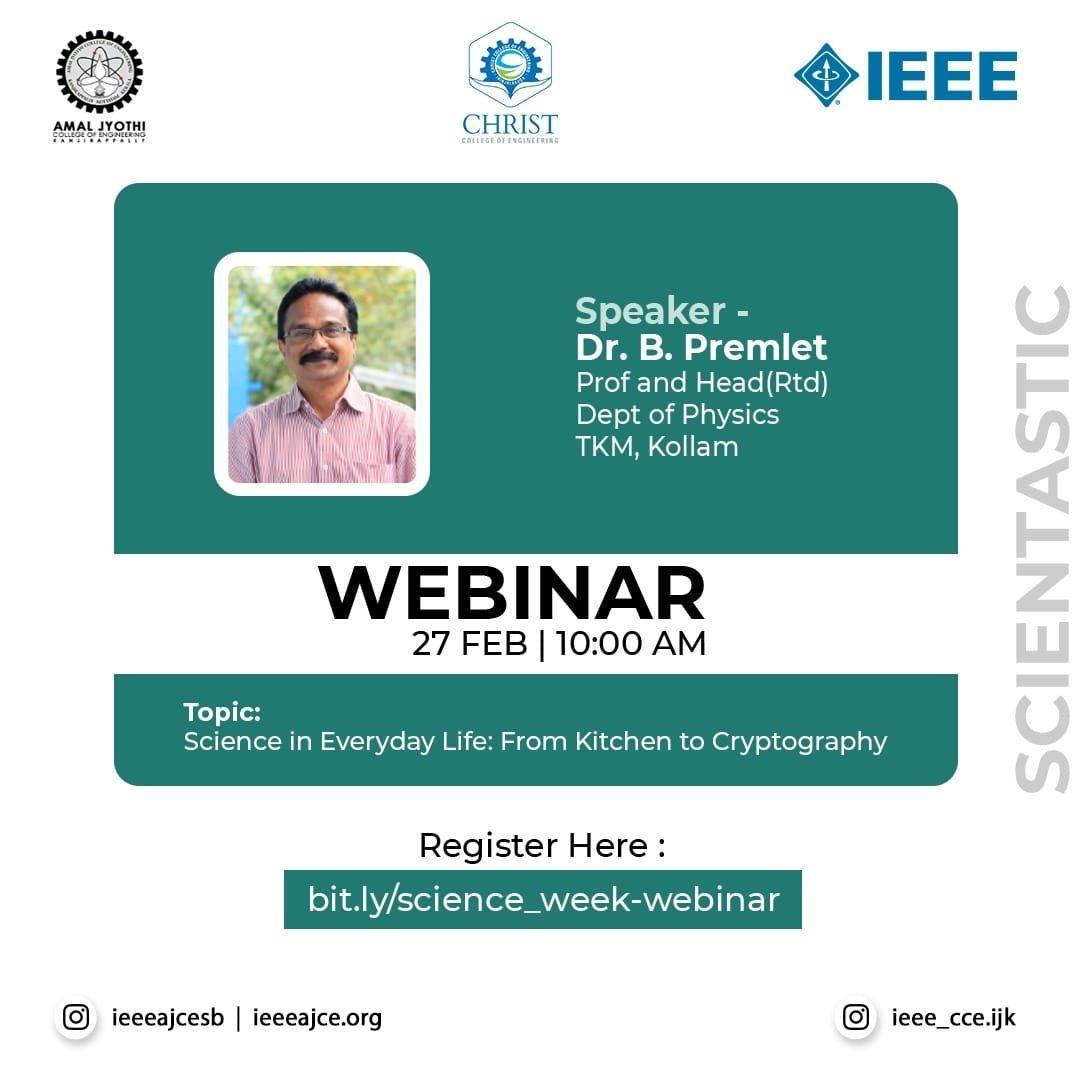 AMAL JYOTHI
COLLEGE OF ENGINEERING
KANJIRAPPALLY
CHRIST
COLLEGE OF ENGINEERING
IEEE
Speaker -
Dr. B. Premlet
Prof and Head(Rtd)
Dept of Physics
TKM, Kollam
SCIENTASTIC
WEBINAR
27 FEB | 10:00 AM
Topic:
Science in Everyday Life: From Kitchen to Cryptography
Register Here :
bit.ly/science_week-webinar
ieeeajcesb | ieeeajce.org
ieee_cce.ijk